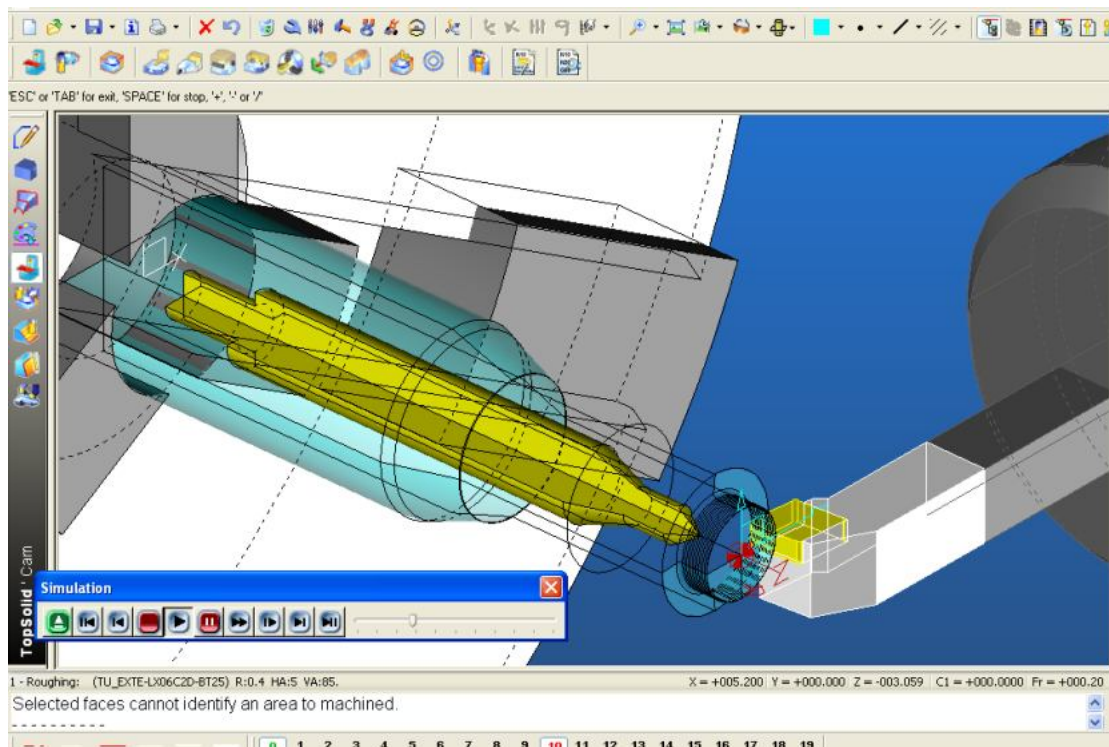 'ESC' or 'TAB' for exit, 'SPACE' for stop, '+', '-' or '/'
TopSolid'Cam
Simulation
1 - Roughing: (TU_EXTE-LX06C2D-BT25) R:0.4 HA:5 VA:85.
X = +005.200 Y = +000.000 Z = -003.059 C1 = +000.0000 Fr = +000.20
Selected faces cannot identify an area to machined.
- - - - - - - - - -
0 1 2 3 4 5 6 7 8 9 10 11 12 13 14 15 16 17 18 19